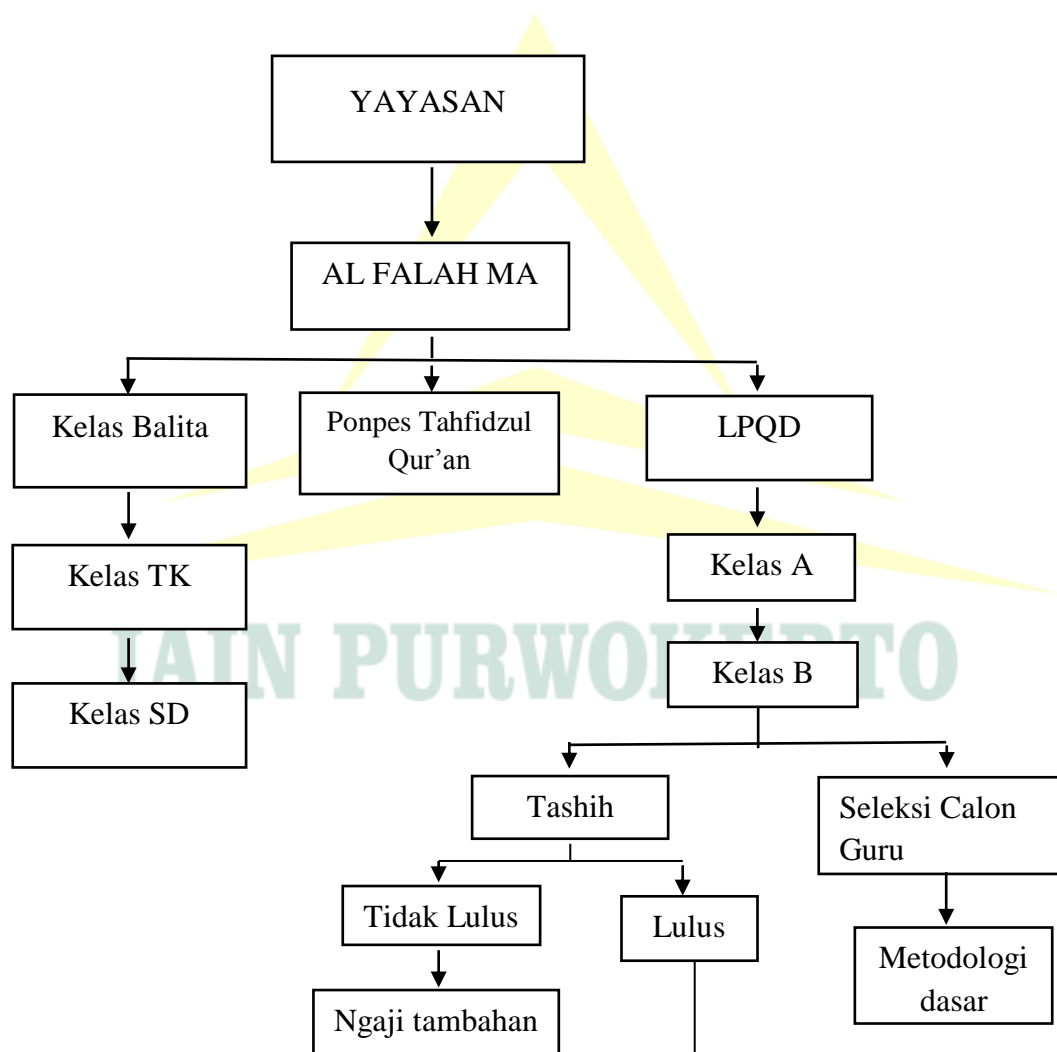 YAYASAN
AL FALAH MA
Kelas Balita
Ponpes Tahfidzul
Qur’an
LPQD
Kelas TK
Kelas A
IAIN PURWOKERTO
Kelas B
Kelas SD
Tashih
Seleksi Calon
Guru
Tidak Lulus
Lulus
Metodologi
dasar
Ngaji tambahan